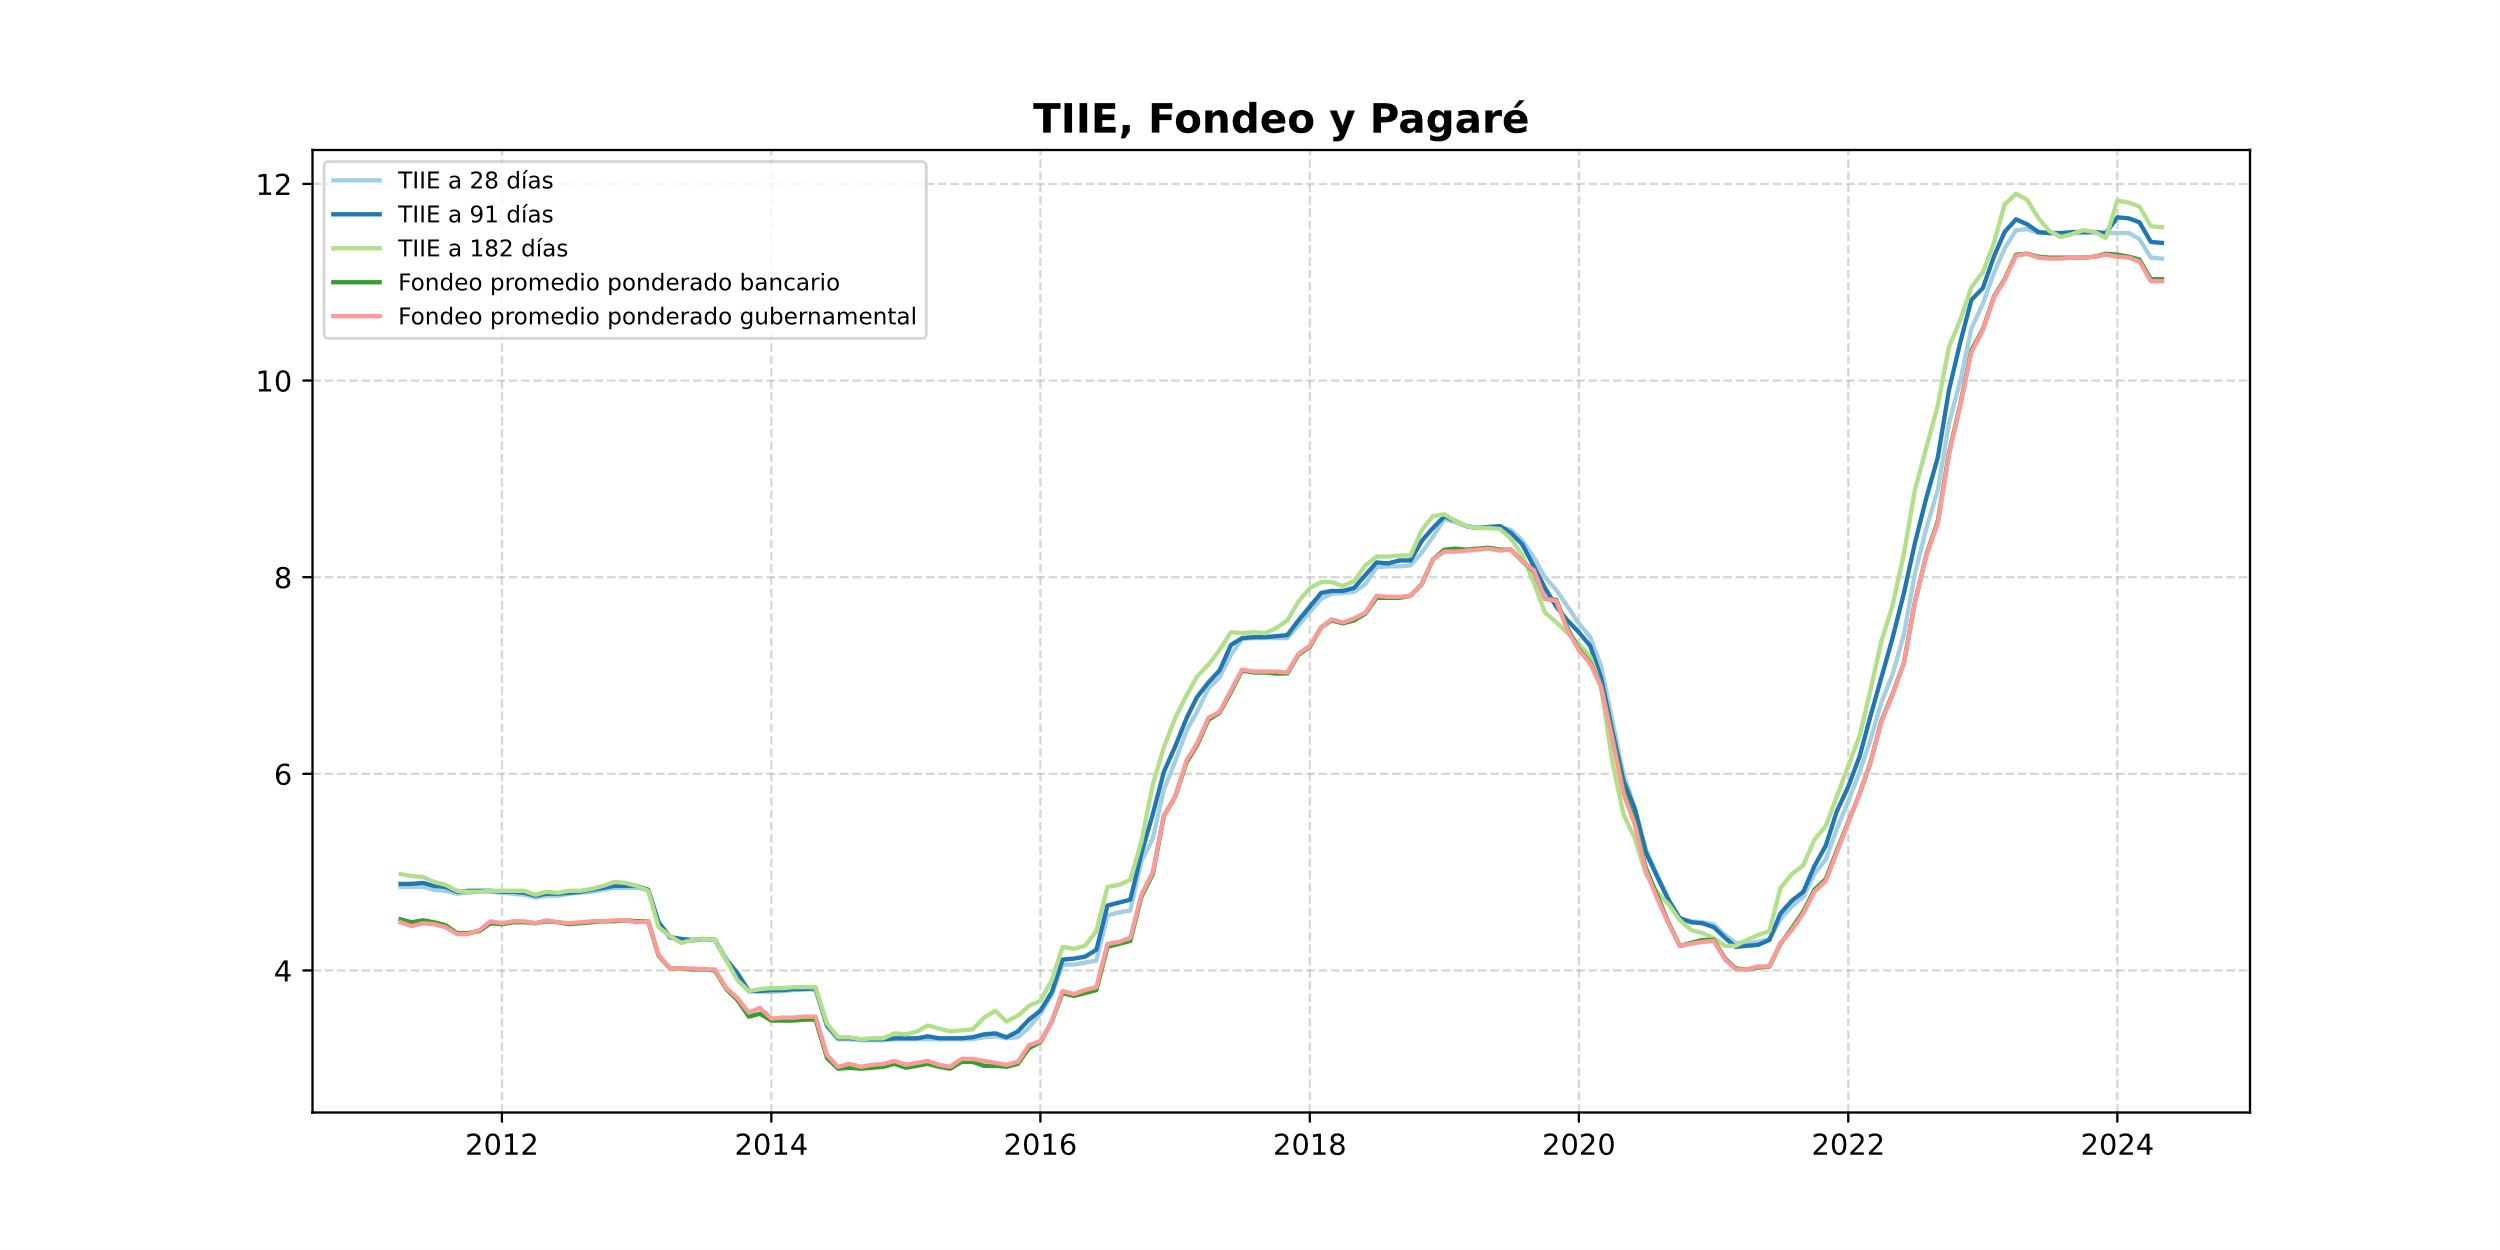 TIIE, Fondeo y Pagaré
TIIE a 28 días
TIIE a 91 días
TIIE a 182 días
Fondeo promedio ponderado bancario
Fondeo promedio ponderado gubernamental
12
10
8
6
4
2012 2014 2016 2018 2020 2022 2024